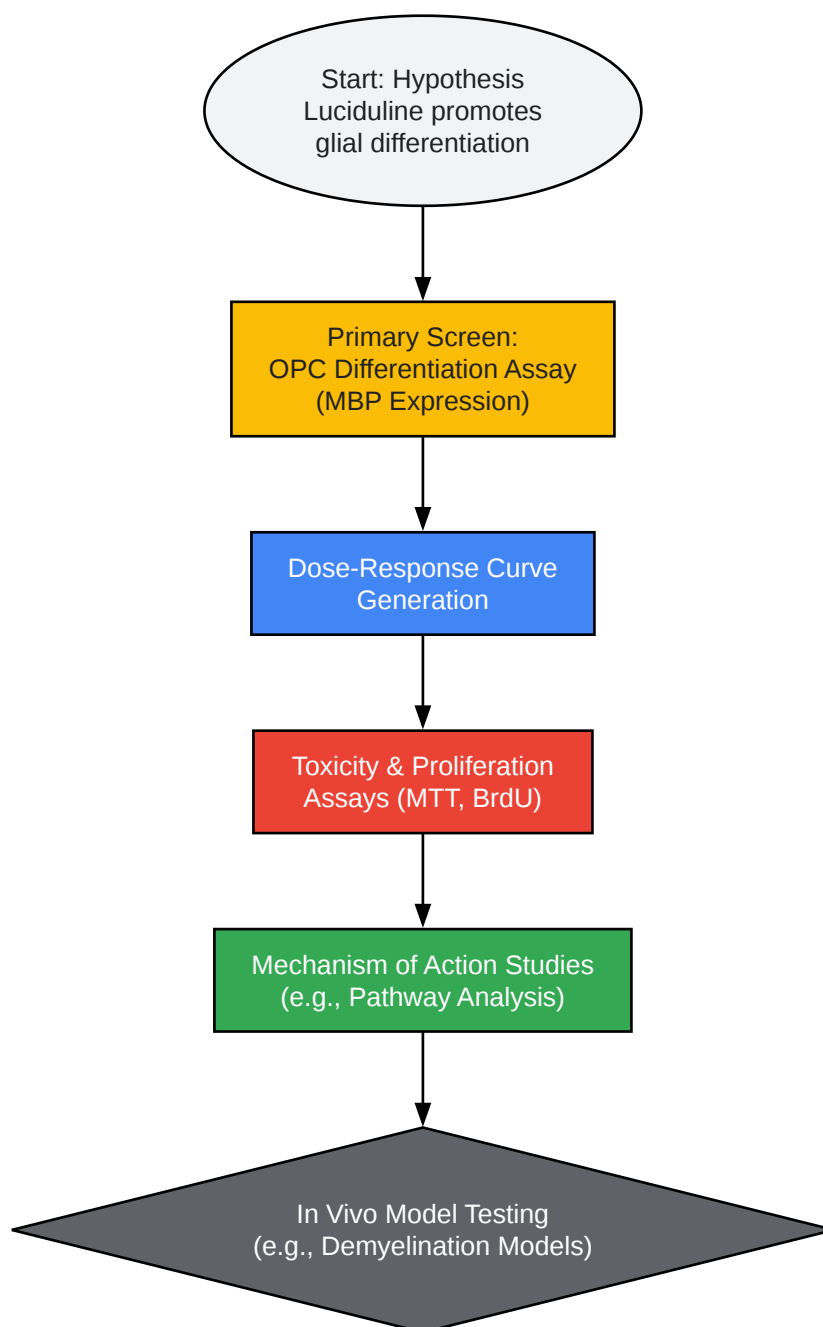 Start: Hypothesis
Luciduline promotes
glial differentiation
Primary Screen:
OPC Differentiation Assay
(MBP Expression)
Dose-Response Curve
Generation
Toxicity & Proliferation
Assays (MTT, BrdU)
Mechanism of Action Studies
(e.g., Pathway Analysis)
In Vivo Model Testing
(e.g., Demyelination Models)